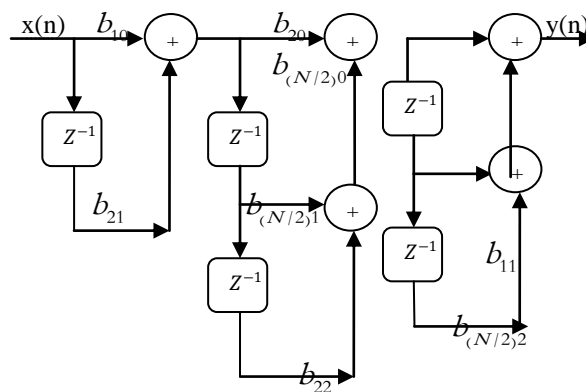 x(n) b10 + b20 + + y(n)
b(N/2)0
Z⁻¹ Z⁻¹ Z⁻¹
b21 b(N/2)1 + +
Z⁻¹ Z⁻¹ b11
b22 b(N/2)2